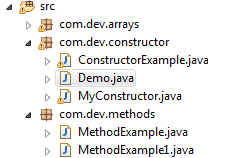 src
com.dev.arrays
com.dev.constructor
ConstructorExample.java
Demo.java
MyConstructor.java
com.dev.methods
MethodExample.java
MethodExample1.java